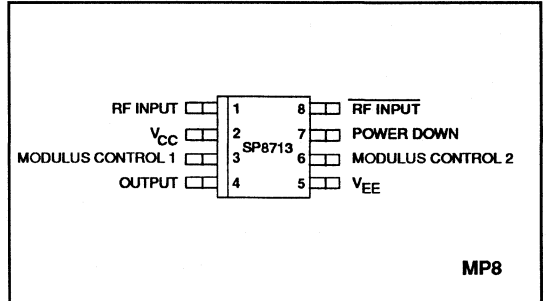 RF INPUT 1 8 RF INPUT
VCC 2 7 POWER DOWN
SP8713
MODULUS CONTROL 1 3 6 MODULUS CONTROL 2
OUTPUT 4 5 VEE
MP8